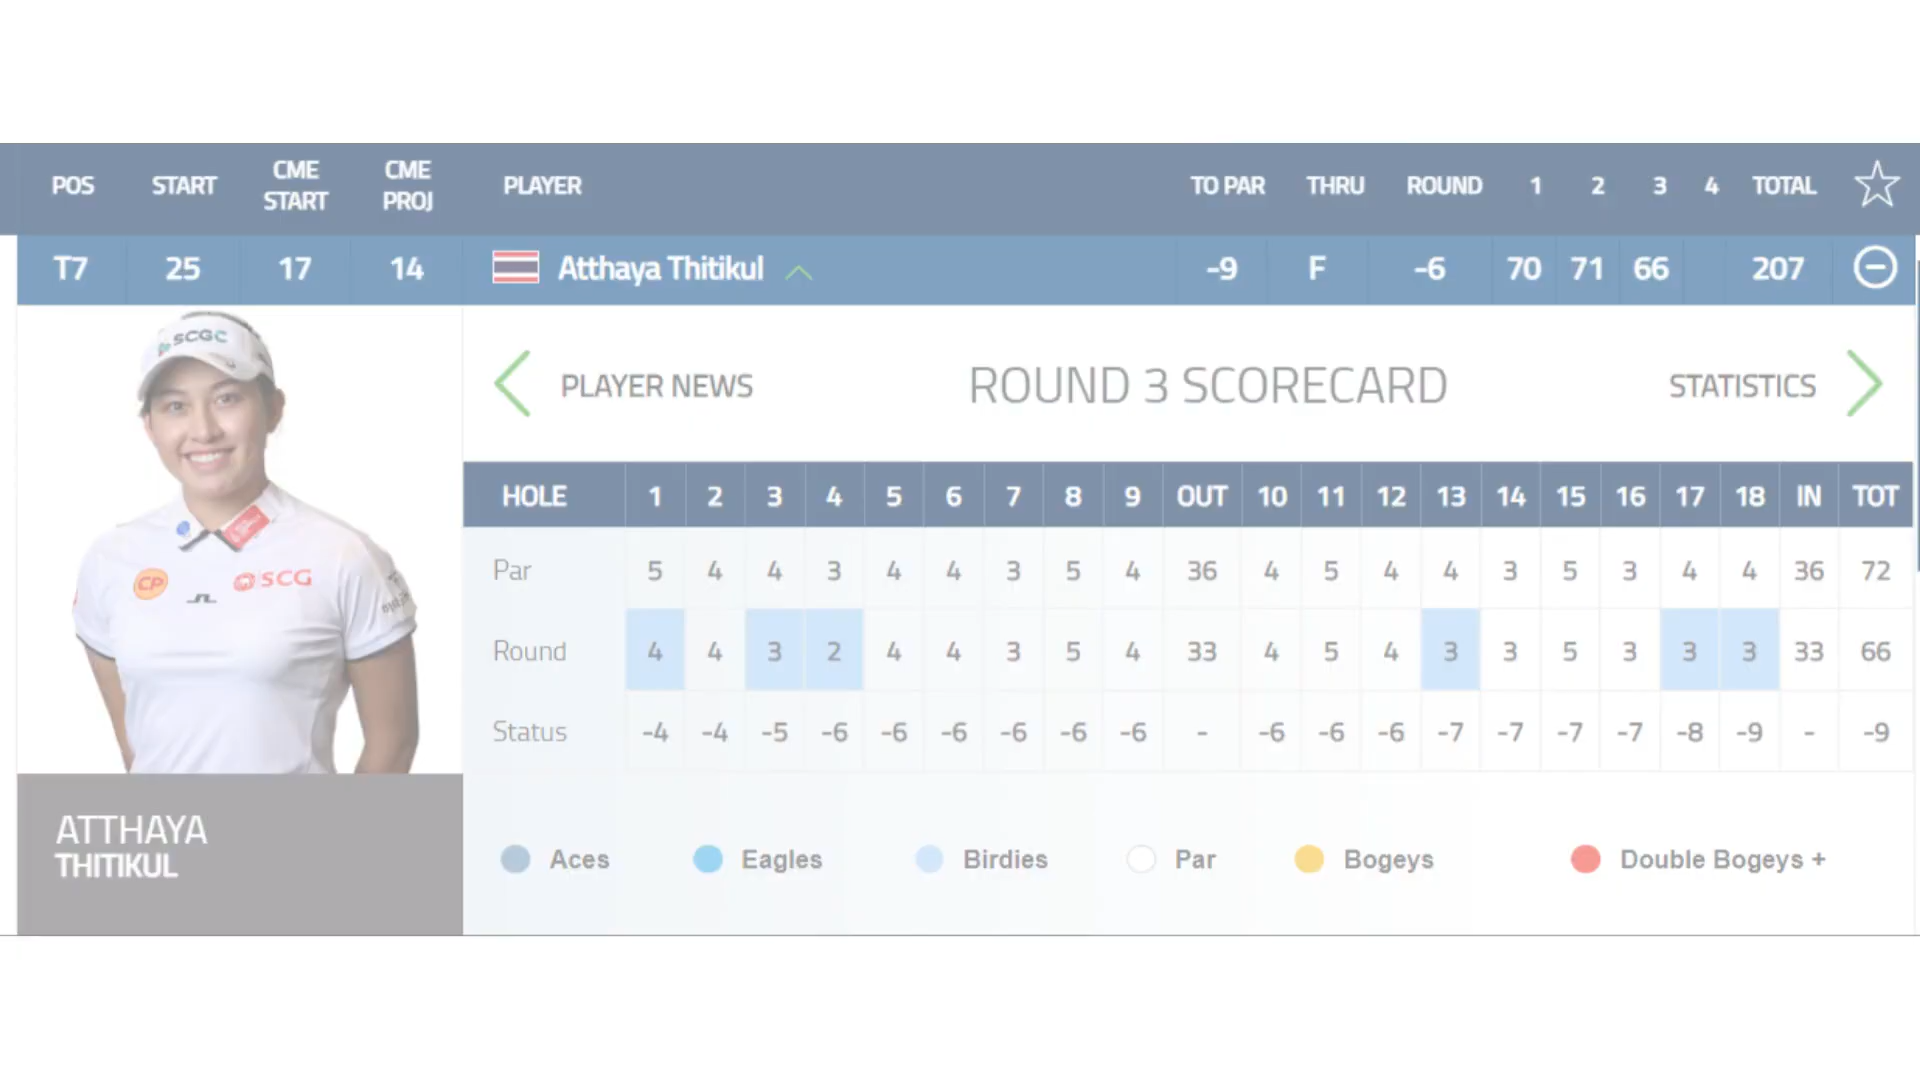 POS START CME START CME PROJ PLAYER TO PAR THRU ROUND 1 2 3 4 TOTAL
T7 25 17 14 Atthaya Thitikul -9 F -6 70 71 66 207
SCGC
CP SCG
PLAYER NEWS ROUND 3 SCORECARD STATISTICS
HOLE 1 2 3 4 5 6 7 8 9 OUT 10 11 12 13 14 15 16 17 18 IN TOT
Par 5 4 4 3 4 4 3 5 4 36 4 5 4 4 3 5 3 4 4 36 72
Round 4 4 3 2 4 4 3 5 4 33 4 5 4 3 3 5 3 3 3 33 66
Status -4 -4 -5 -6 -6 -6 -6 -6 -6 - -6 -6 -6 -7 -7 -7 -7 -8 -9 - -9
ATTHAYA
THITIKUL
Aces Eagles Birdies Par Bogeys Double Bogeys +